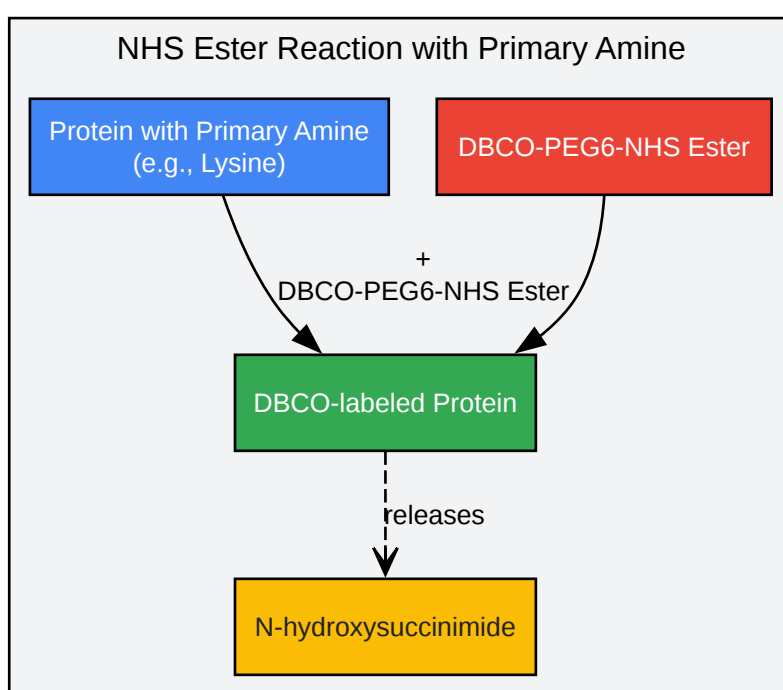 NHS Ester Reaction with Primary Amine
Protein with Primary Amine
(e.g., Lysine)
DBCO-PEG6-NHS Ester
+
DBCO-PEG6-NHS Ester
DBCO-labeled Protein
releases
N-hydroxysuccinimide